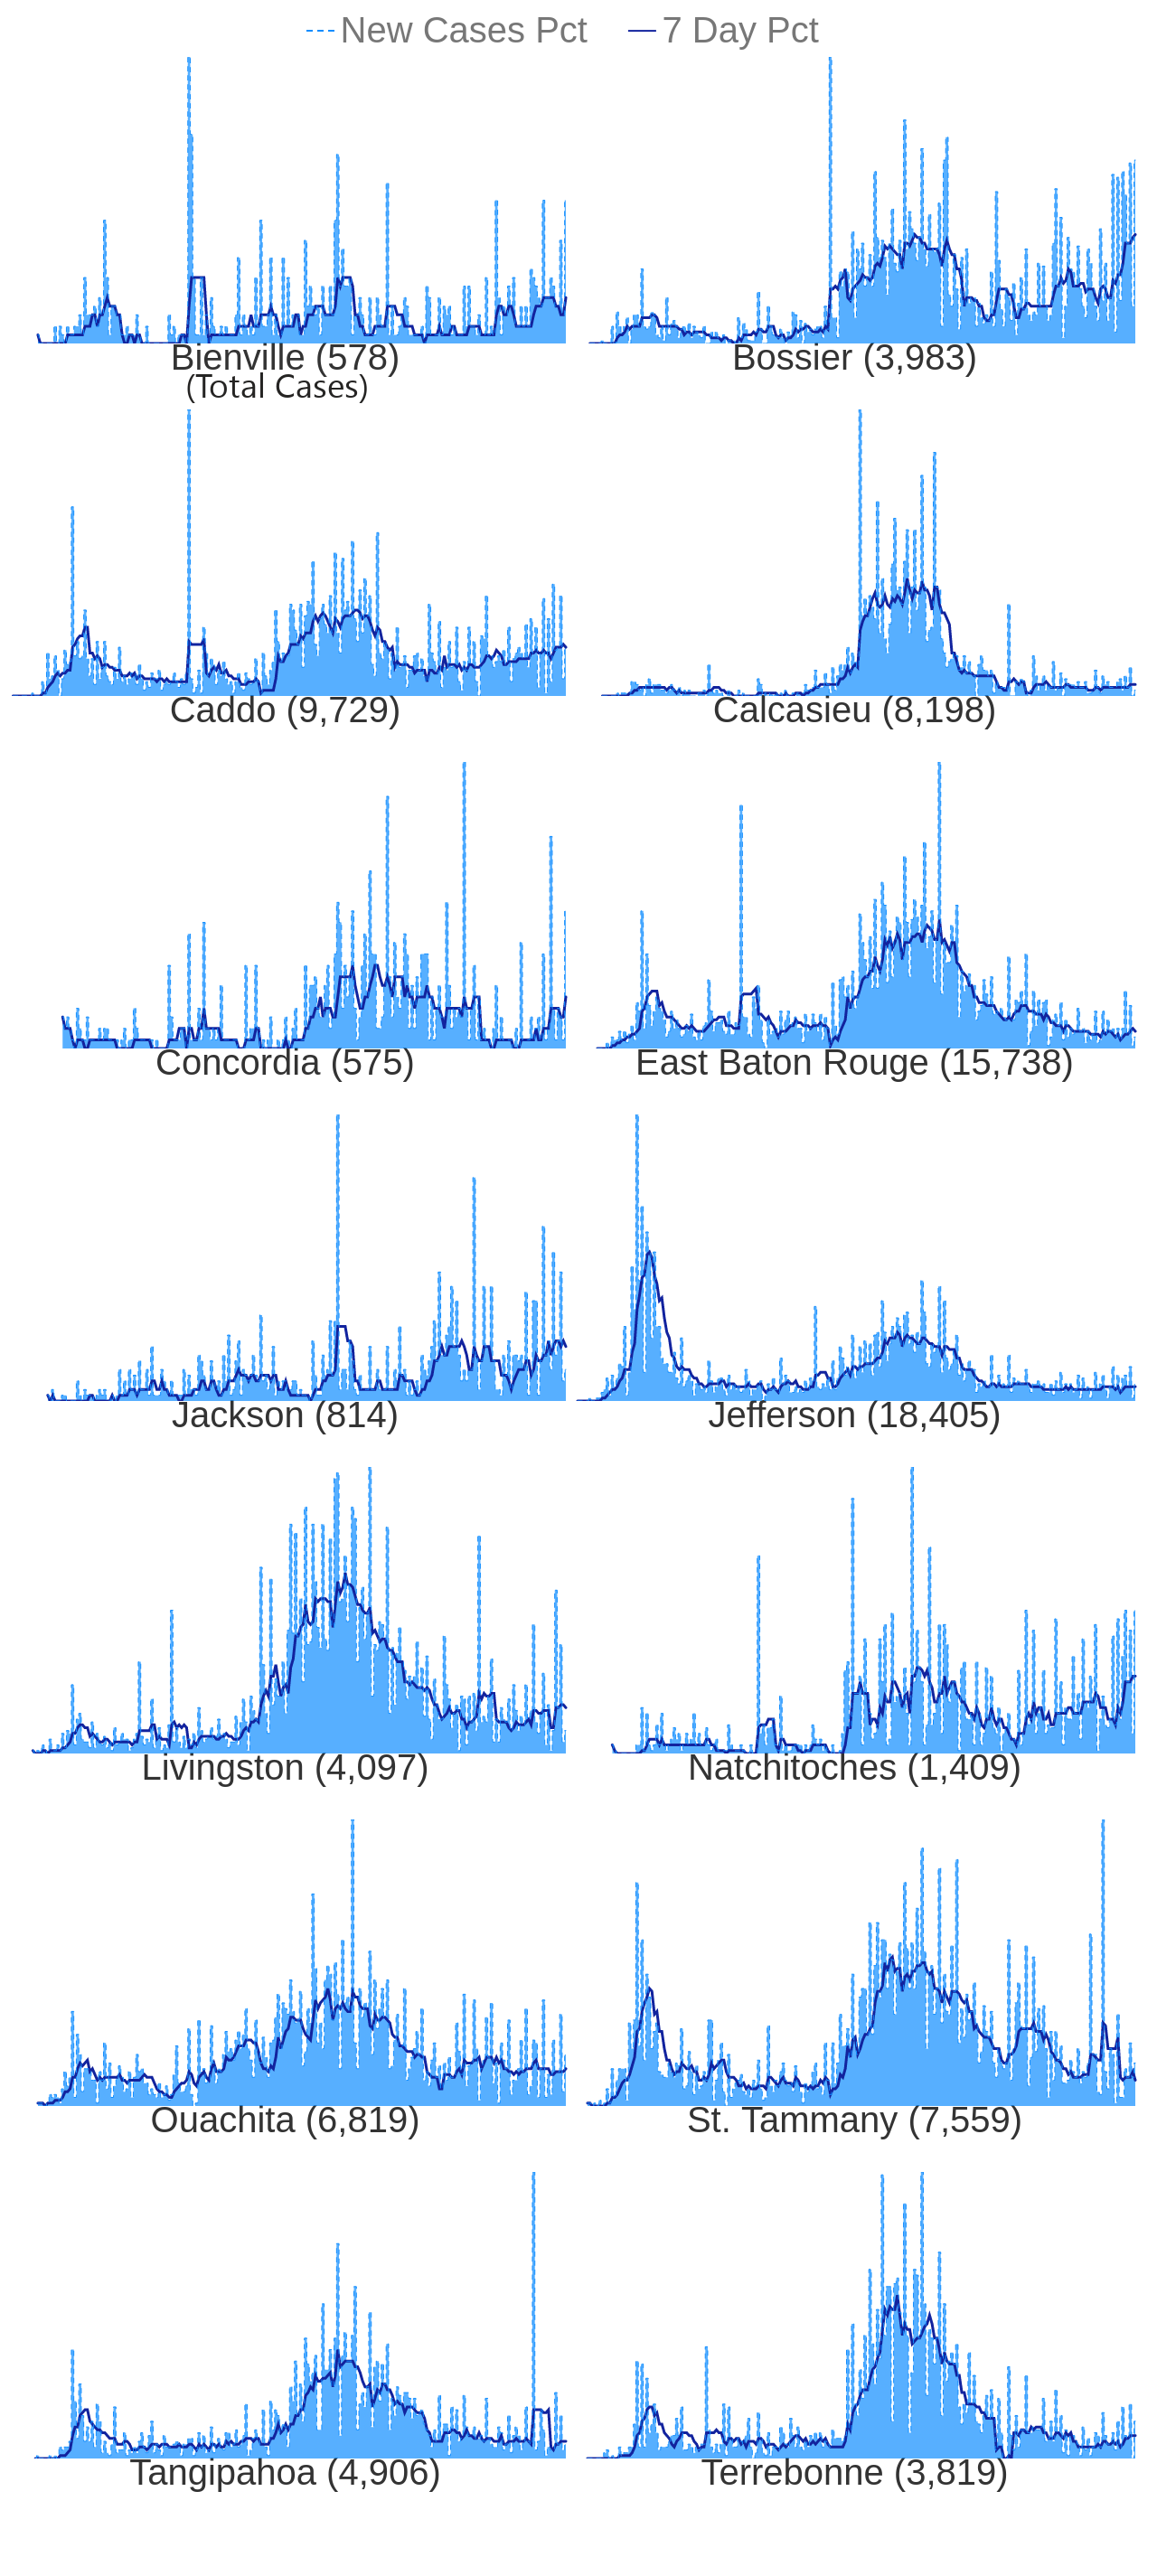 New Cases Pct 7 Day Pct
Bienville (578) Bossier (3,983)
(Total Cases)
Caddo (9,729) Calcasieu (8,198)
Concordia (575) East Baton Rouge (15,738)
Jackson (814) Jefferson (18,405)
Livingston (4,097) Natchitoches (1,409)
Ouachita (6,819) St. Tammany (7,559)
Tangipahoa (4,906) Terrebonne (3,819)